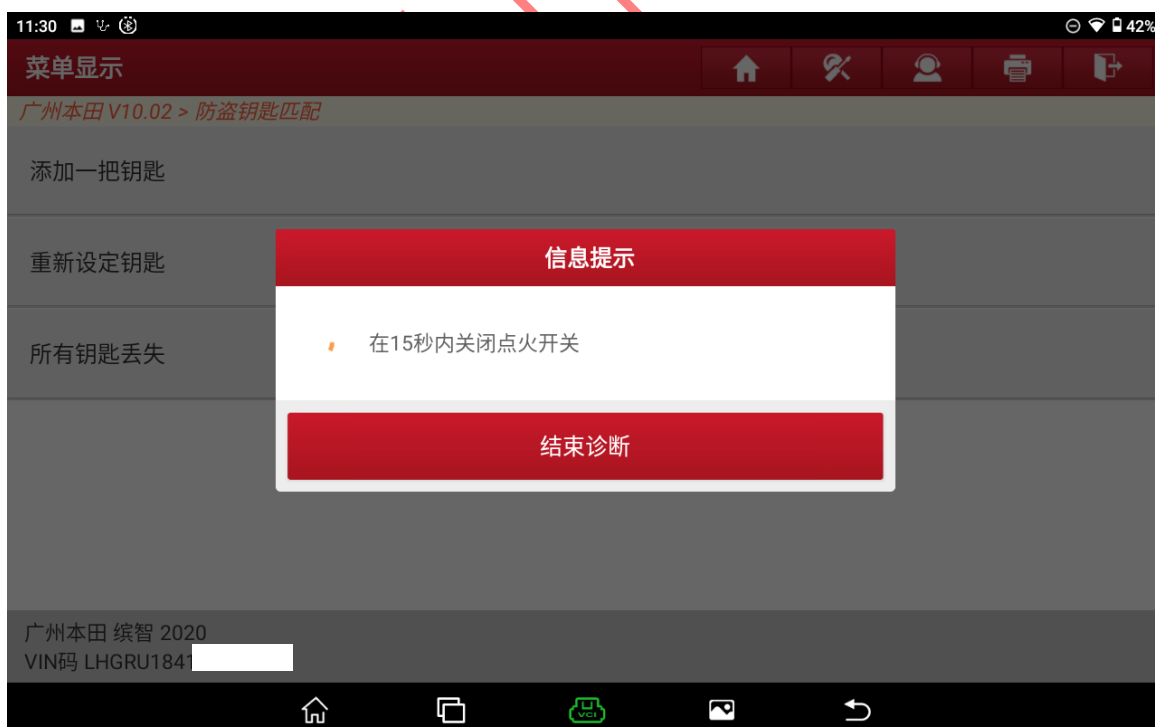 11:30
42%
菜单显示
广州本田 V10.02 > 防盗钥匙匹配
添加一把钥匙
重新设定钥匙
所有钥匙丢失
信息提示
在15秒内关闭点火开关
结束诊断
广州本田 缤智 2020
VIN码 LHGRU1841
VCI